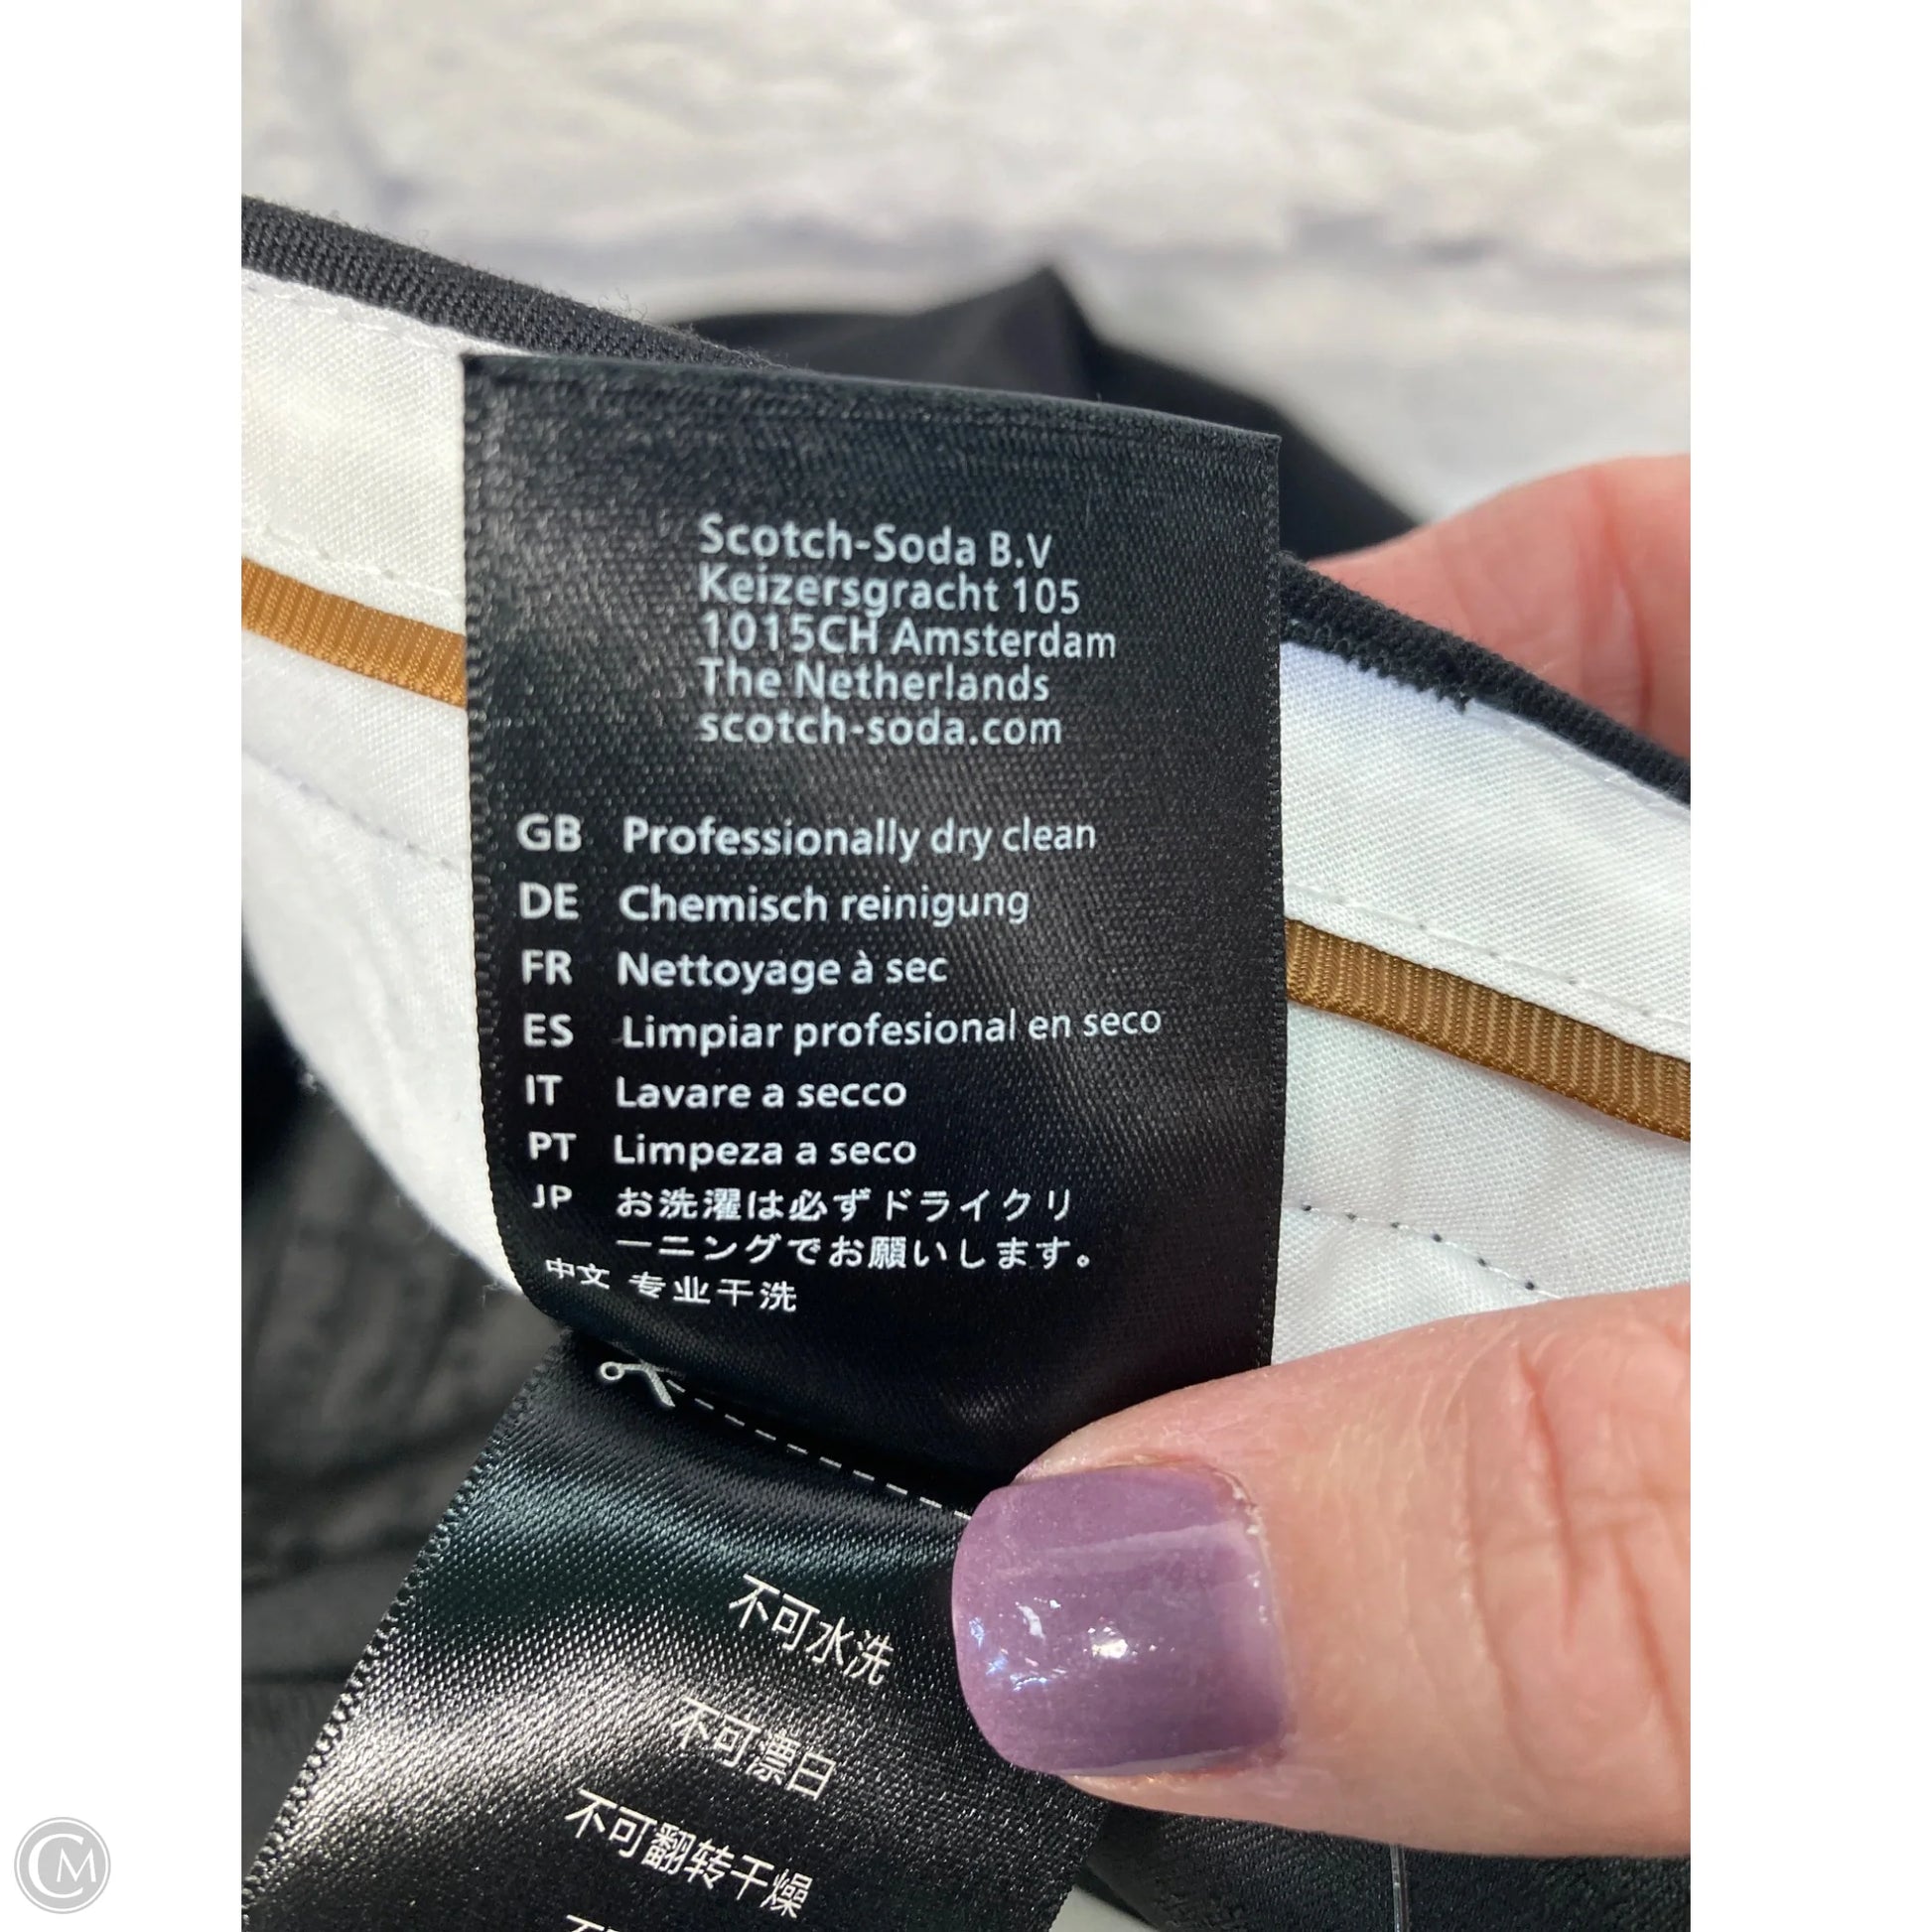 Scotch-Soda B.V
Keizersgracht 105
1015CH Amsterdam
The Netherlands
scotch-soda.com
GB Professionally dry clean
DE Chemisch reinigung
FR Nettoyage à sec
ES Limpiar profesional en seco
IT Lavare a secco
PT Limpeza a seco
JP お洗濯は必ずドライクリ
ーニングでお願いします。
中文 专业干洗
不可水洗
不可漂白
不可翻转干燥
CM